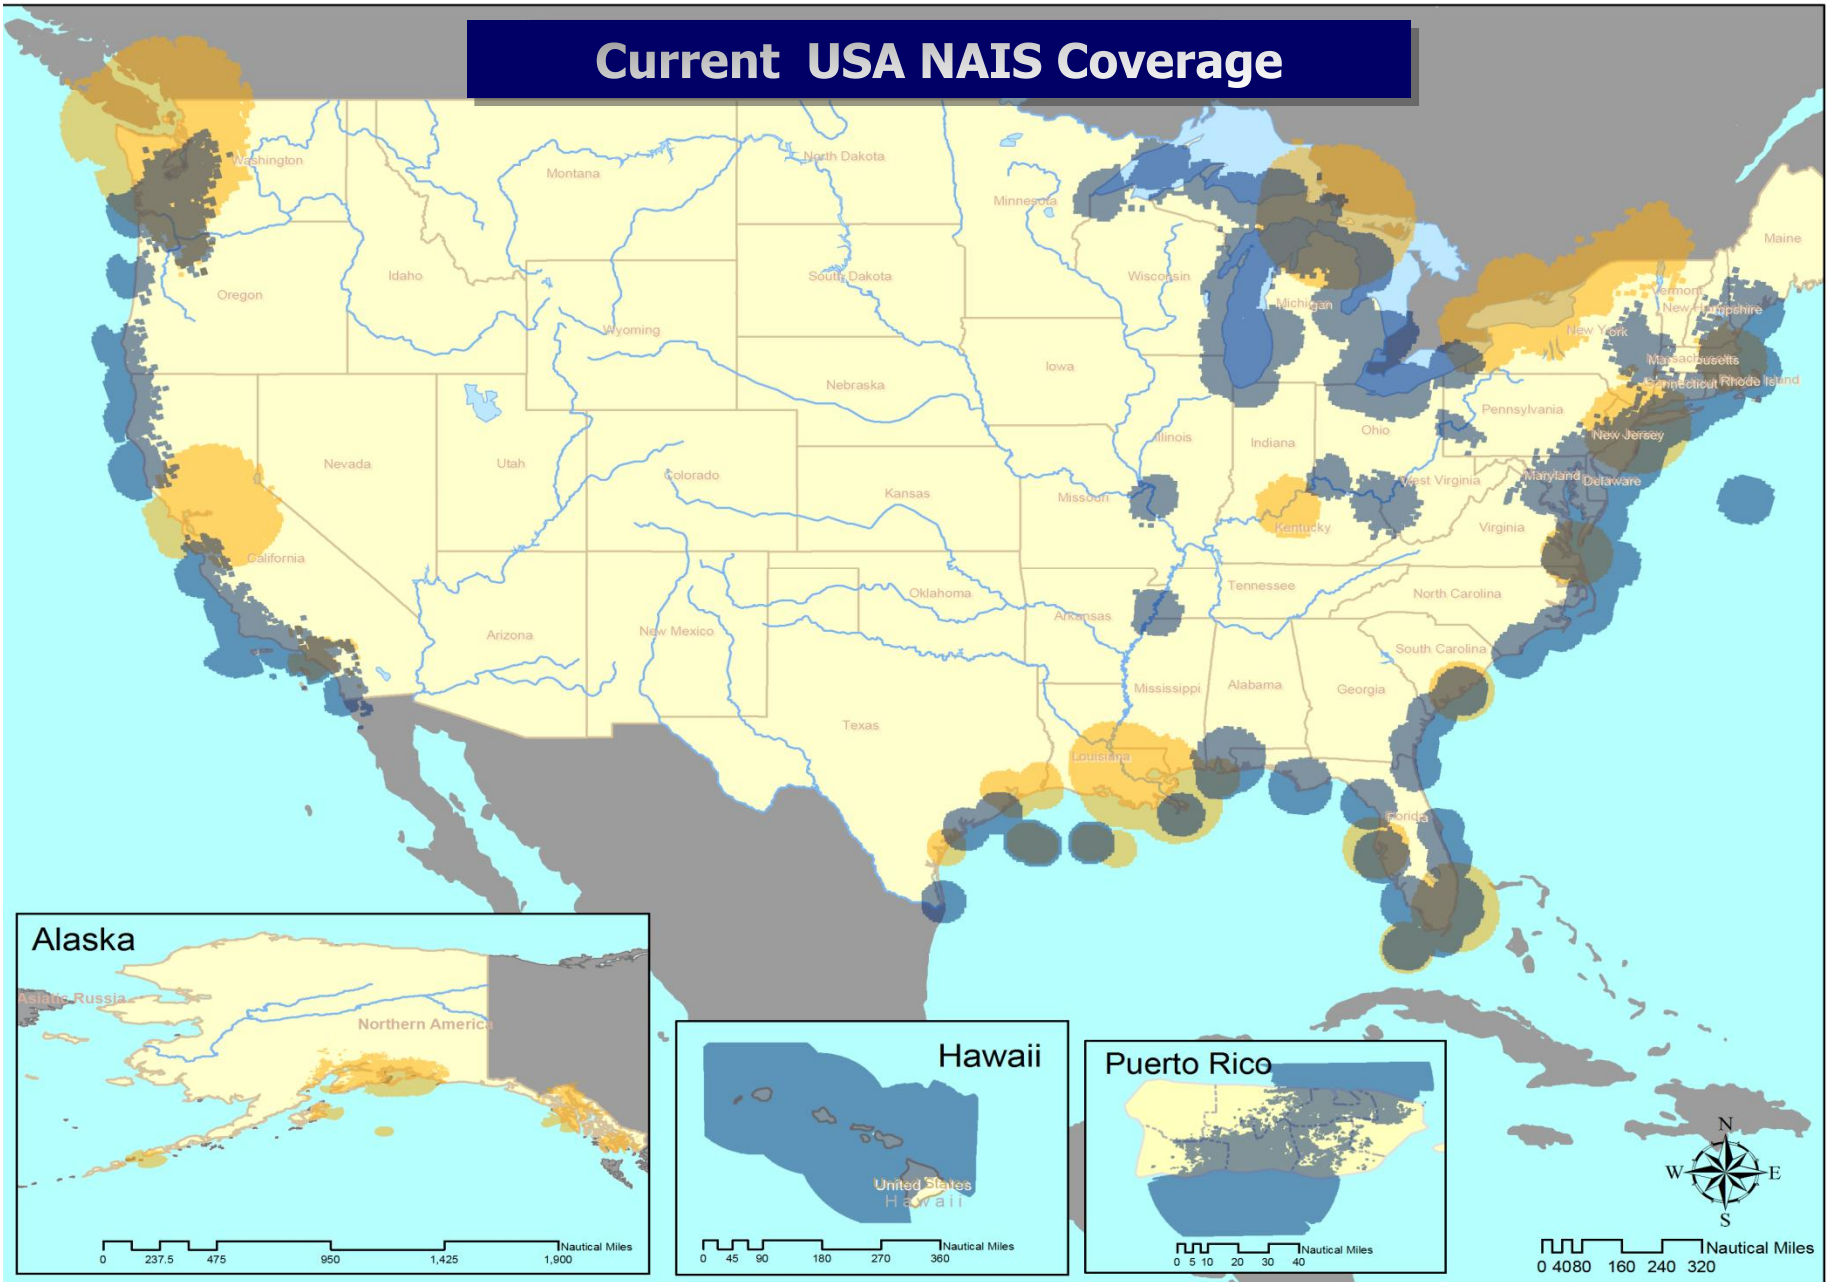 Current USA NAIS Coverage
Washington
Montana
North Dakota
Minnesota
Maine
Oregon
Idaho
South Dakota
Wisconsin
Michigan
Vermont
New Hampshire
Wyoming
New York
Iowa
Massachusetts
Nebraska
Connecticut
Rhode Island
Pennsylvania
Nevada
Utah
Colorado
Illinois
Indiana
Ohio
New Jersey
Kansas
Missouri
West Virginia
Maryland
Delaware
Kentucky
Virginia
California
Oklahoma
Tennessee
North Carolina
Arizona
New Mexico
Arkansas
South Carolina
Mississippi
Alabama
Georgia
Texas
Louisiana
Florida
Alaska
Asiatic Russia
Northern America
0 237.5 475 950 1,425 1,900 Nautical Miles
Hawaii
United States
Hawaii
0 45 90 180 270 360 Nautical Miles
Puerto Rico
0 5 10 20 30 40 Nautical Miles
N
W E
S
0 40 80 160 240 320 Nautical Miles